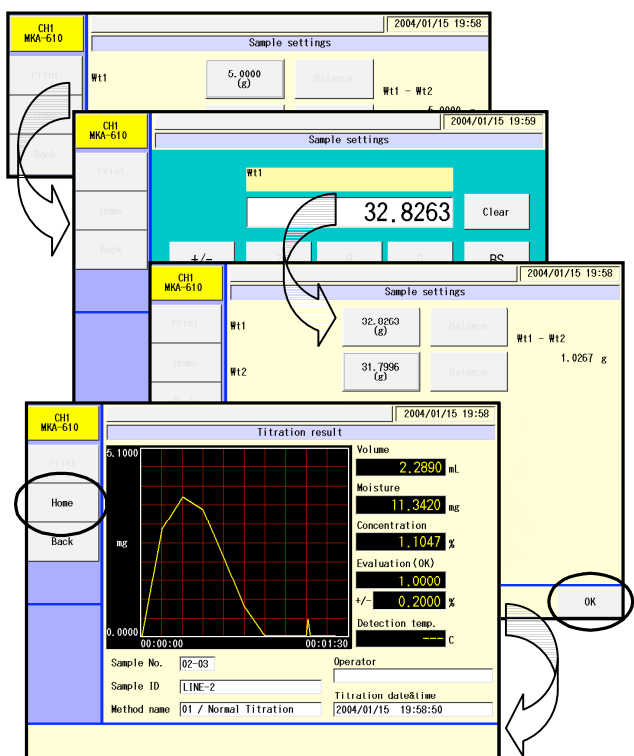 CH1
MKA-610
2004/01/15 19:58
Sample settings
Print
Wt1
5.0000
(g)
Balance
Wt1 - Wt2
Back
CH1
MKA-610
2004/01/15 19:59
Sample settings
Print
Wt1
Home
32.8263
Clear
Back
+/-
BS
CH1
MKA-610
2004/01/15 19:58
Sample settings
Print
Wt1
32.8263
(g)
Balance
Wt1 - Wt2
Home
1.0267 g
Wt2
31.7996
(g)
Balance
OK
CH1
MKA-610
2004/01/15 19:58
Titration result
Print
Home
Back
5.1000
mg
0.0000
00:00:00
00:01:30
Volume
2.2890 mL
Moisture
11.3420 mg
Concentration
1.1047 %
Evaluation(OK)
1.0000
+/- 0.2000 %
Detection temp.
--- C
Sample No. 02-03
Operator
Sample ID LINE-2
Titration date&time
Method name 01 / Normal Titration
2004/01/15 19:58:50